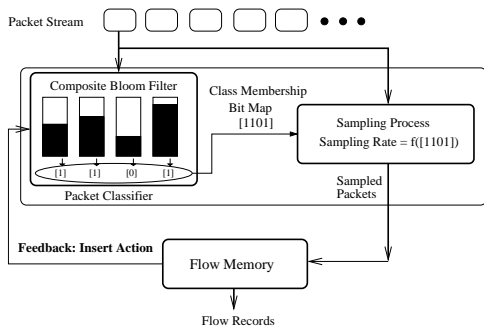 Packet Stream
Composite Bloom Filter
[1] [1] [0] [1]
Packet Classifier
Class Membership
Bit Map
[1101]
Sampling Process
Sampling Rate = f([1101])
Sampled
Packets
Feedback: Insert Action
Flow Memory
Flow Records